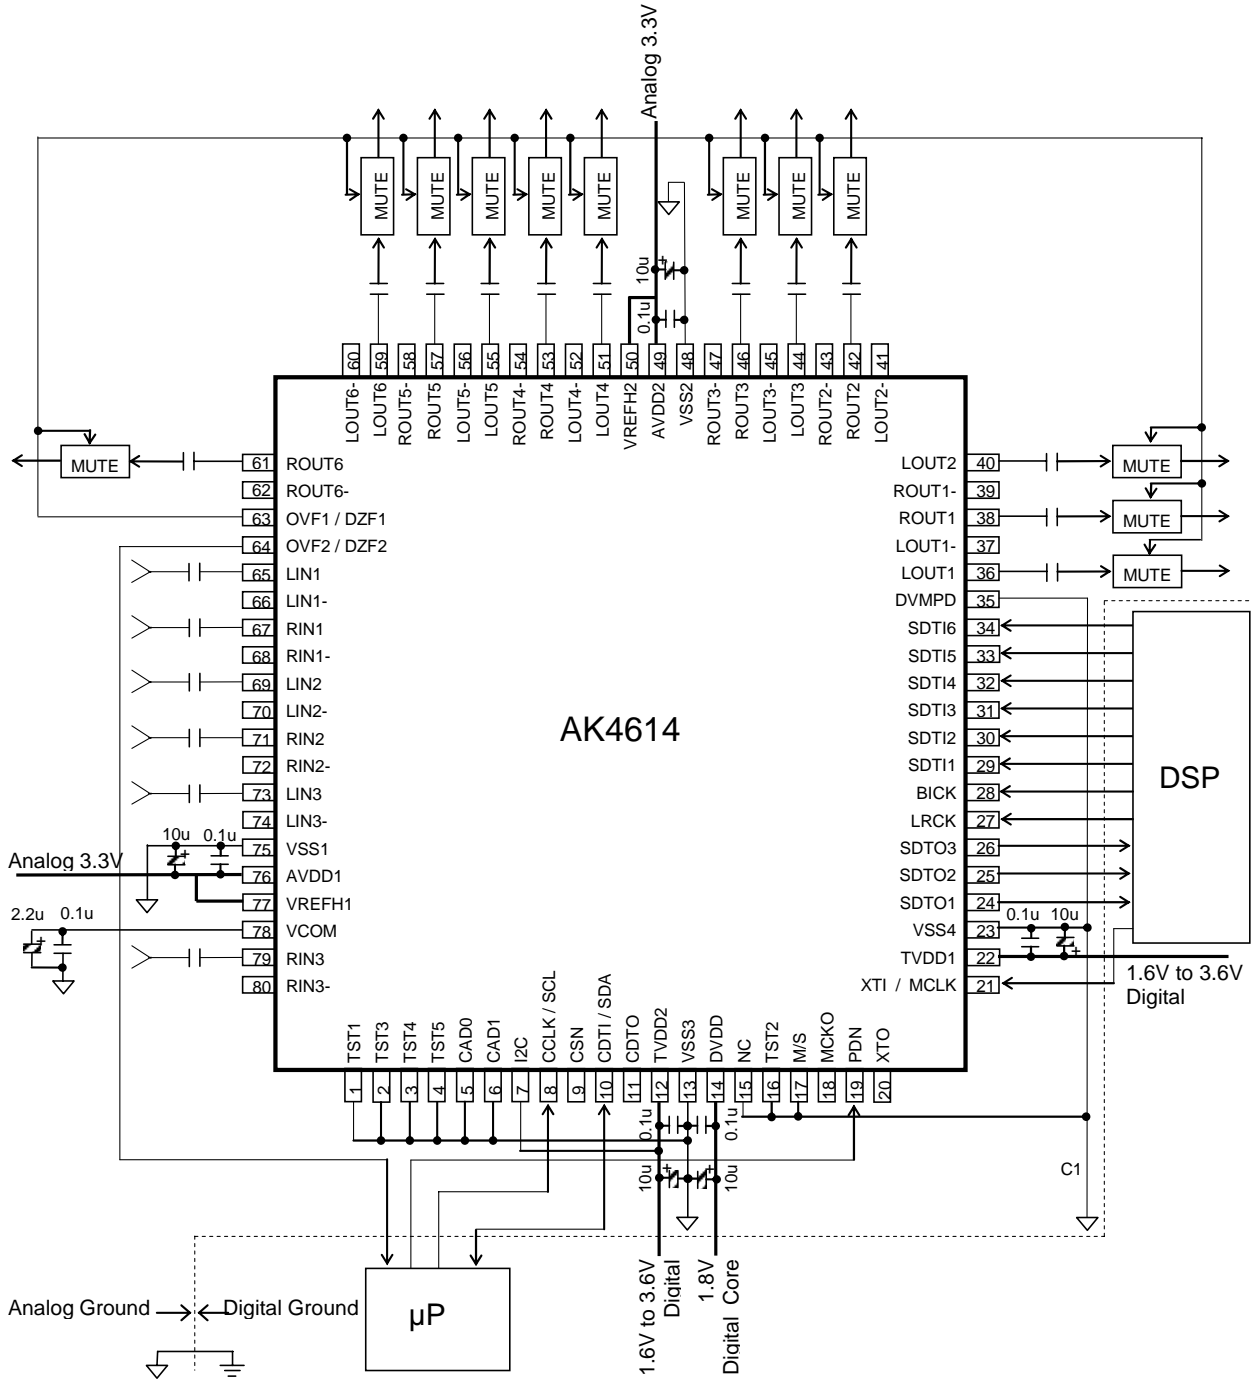 Analog 3.3V
MUTE
MUTE
MUTE
MUTE
MUTE
MUTE
MUTE
MUTE
10u
+
0.1u
60
59
58
57
56
55
54
53
52
51
50
49
48
47
46
45
44
43
42
41
LOUT6-
LOUT6
ROUT5-
ROUT5
LOUT5-
LOUT5
ROUT4-
ROUT4
LOUT4-
LOUT4
VREFH2
AVDD2
VSS2
ROUT3-
ROUT3
LOUT3-
LOUT3
ROUT2-
ROUT2
LOUT2-
MUTE
61 ROUT6
62 ROUT6-
63 OVF1 / DZF1
64 OVF2 / DZF2
65 LIN1
66 LIN1-
67 RIN1
68 RIN1-
69 LIN2
70 LIN2-
71 RIN2
72 RIN2-
73 LIN3
74 LIN3-
10u 0.1u
+
75 VSS1
Analog 3.3V
76 AVDD1
77 VREFH1
2.2u 0.1u
+
78 VCOM
79 RIN3
80 RIN3-
AK4614
LOUT2 40 MUTE
ROUT1- 39
ROUT1 38 MUTE
LOUT1- 37
LOUT1 36 MUTE
DVMPD 35
SDTI6 34
SDTI5 33
SDTI4 32
SDTI3 31
SDTI2 30
SDTI1 29
BICK 28
LRCK 27
SDTO3 26
SDTO2 25
SDTO1 24
DSP
0.1u 10u
+
VSS4 23
TVDD1 22
XTI / MCLK 21
1.6V to 3.6V
Digital
TST1
TST3
TST4
TST5
CAD0
CAD1
I2C
CCLK / SCL
CSN
CDTI / SDA
CDTO
TVDD2
VSS3
DVDD
NC
TST2
M/S
MCKO
PDN
XTO
1
2
3
4
5
6
7
8
9
10
11
12
13
14
15
16
17
18
19
20
0.1u
0.1u
10u
+
+
10u
C1
1.6V to 3.6V
Digital
1.8V
Digital Core
µP
Analog Ground
Digital Ground